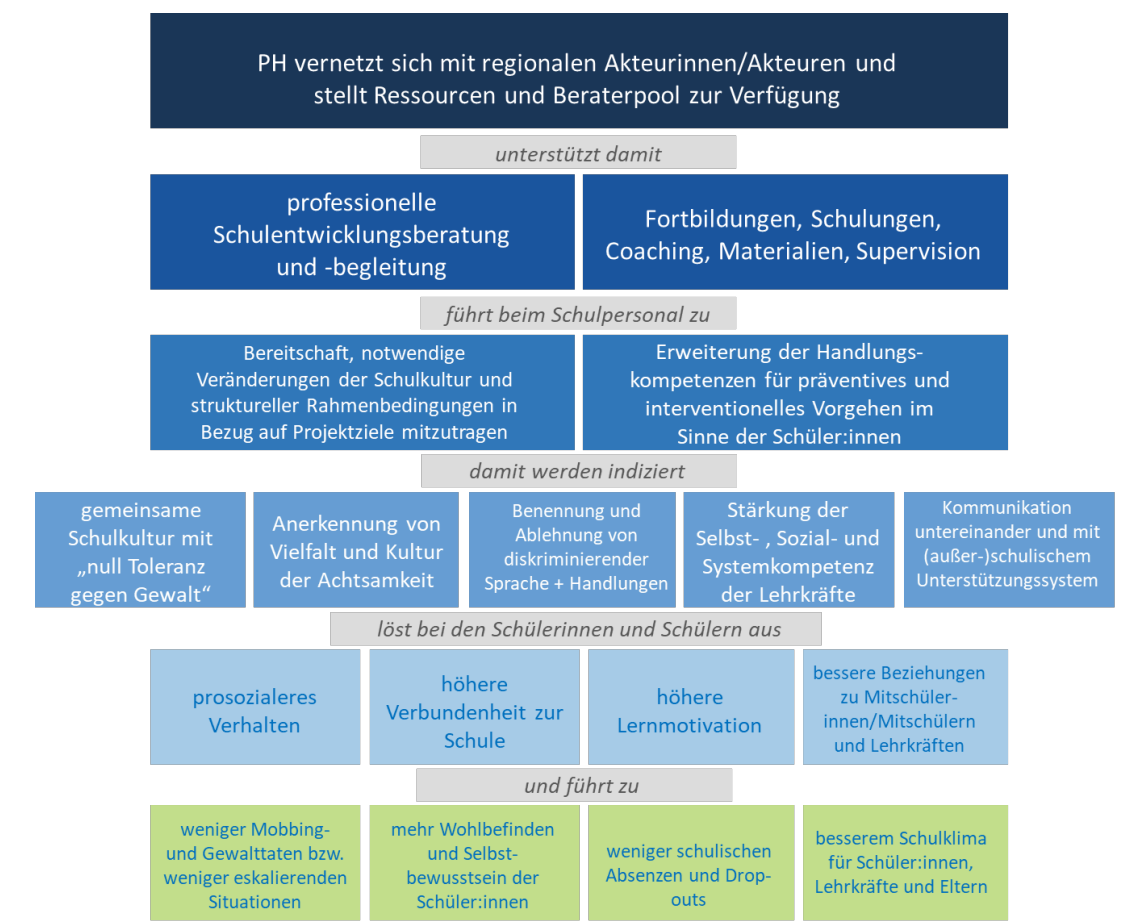 PH vernetzt sich mit regionalen Akteurinnen/Akteuren und
stellt Ressourcen und Beraterpool zur Verfügung
unterstützt damit
professionelle
Schulentwicklungsberatung
und -begleitung
Fortbildungen, Schulungen,
Coaching, Materialien, Supervision
führt beim Schulpersonal zu
Bereitschaft, notwendige
Veränderungen der Schulkultur und
struktureller Rahmenbedingungen in
Bezug auf Projektziele mitzutragen
Erweiterung der Handlungs-
kompetenzen für präventives und
interventionelles Vorgehen im
Sinne der Schüler:innen
damit werden indiziert
gemeinsame
Schulkultur mit
„null Toleranz
gegen Gewalt“
Anerkennung von
Vielfalt und Kultur
der Achtsamkeit
Benennung und
Ablehnung von
diskriminierender
Sprache + Handlungen
Stärkung der
Selbst- , Sozial- und
Systemkompetenz
der Lehrkräfte
Kommunikation
untereinander und mit
(außer-)schulischem
Unterstützungssystem
löst bei den Schülerinnen und Schülern aus
prosozialeres
Verhalten
höhere
Verbundenheit zur
Schule
höhere
Lernmotivation
bessere Beziehungen
zu Mitschüler-
innen/Mitschülern
und Lehrkräften
und führt zu
weniger Mobbing-
und Gewalttaten bzw.
weniger eskalierenden
Situationen
mehr Wohlbefinden
und Selbst-
bewusstsein der
Schüler:innen
weniger schulischen
Absenzen und Drop-
outs
besserem Schulklima
für Schüler:innen,
Lehrkräfte und Eltern